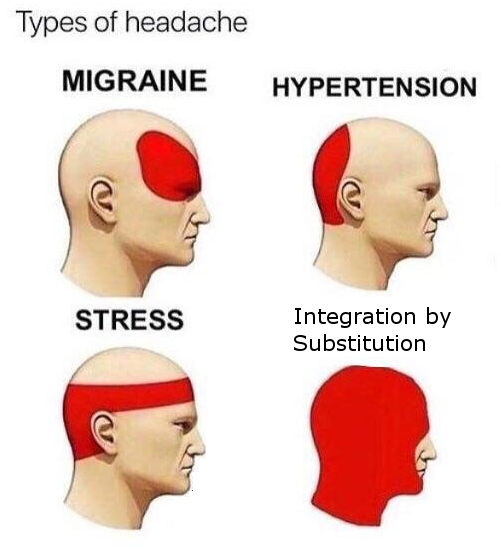 Types of headache
MIGRAINE
HYPERTENSION
STRESS
Integration by
Substitution